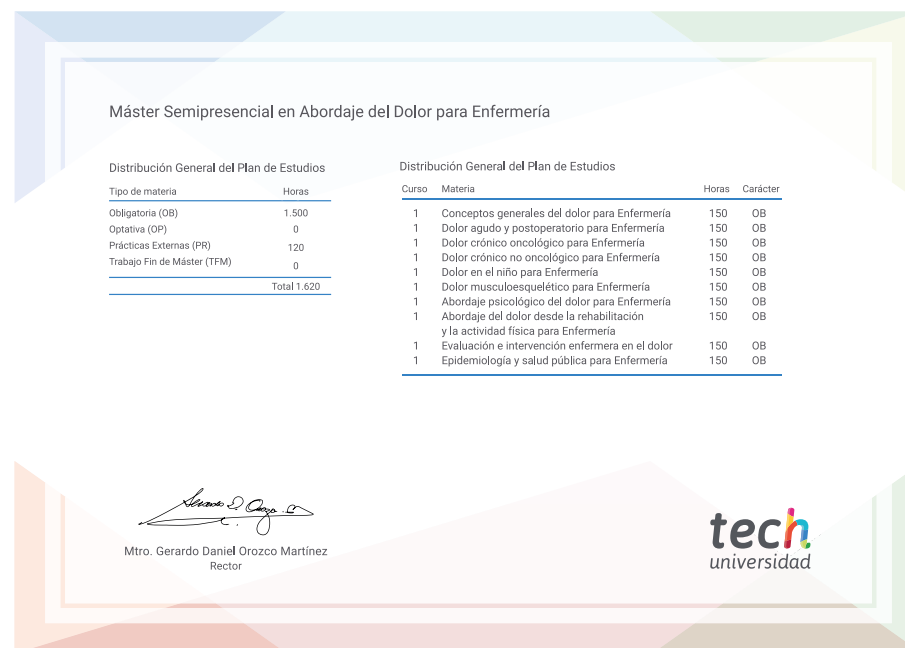 Máster Semipresencial en Abordaje del Dolor para Enfermería
Distribución General del Plan de Estudios
Tipo de materia Horas
Obligatoria (OB) 1.500
Optativa (OP) 0
Prácticas Externas (PR) 120
Trabajo Fin de Máster (TFM) 0
Total 1.620
Distribución General del Plan de Estudios
Curso Materia Horas Carácter
1 Conceptos generales del dolor para Enfermería 150 OB
1 Dolor agudo y postoperatorio para Enfermería 150 OB
1 Dolor crónico oncológico para Enfermería 150 OB
1 Dolor crónico no oncológico para Enfermería 150 OB
1 Dolor en el niño para Enfermería 150 OB
1 Dolor musculoesquelético para Enfermería 150 OB
1 Abordaje psicológico del dolor para Enfermería 150 OB
1 Abordaje del dolor desde la rehabilitación 150 OB
y la actividad física para Enfermería
1 Evaluación e intervención enfermera en el dolor 150 OB
1 Epidemiología y salud pública para Enfermería 150 OB
Mtro. Gerardo Daniel Orozco Martínez
Rector
tech
universidad